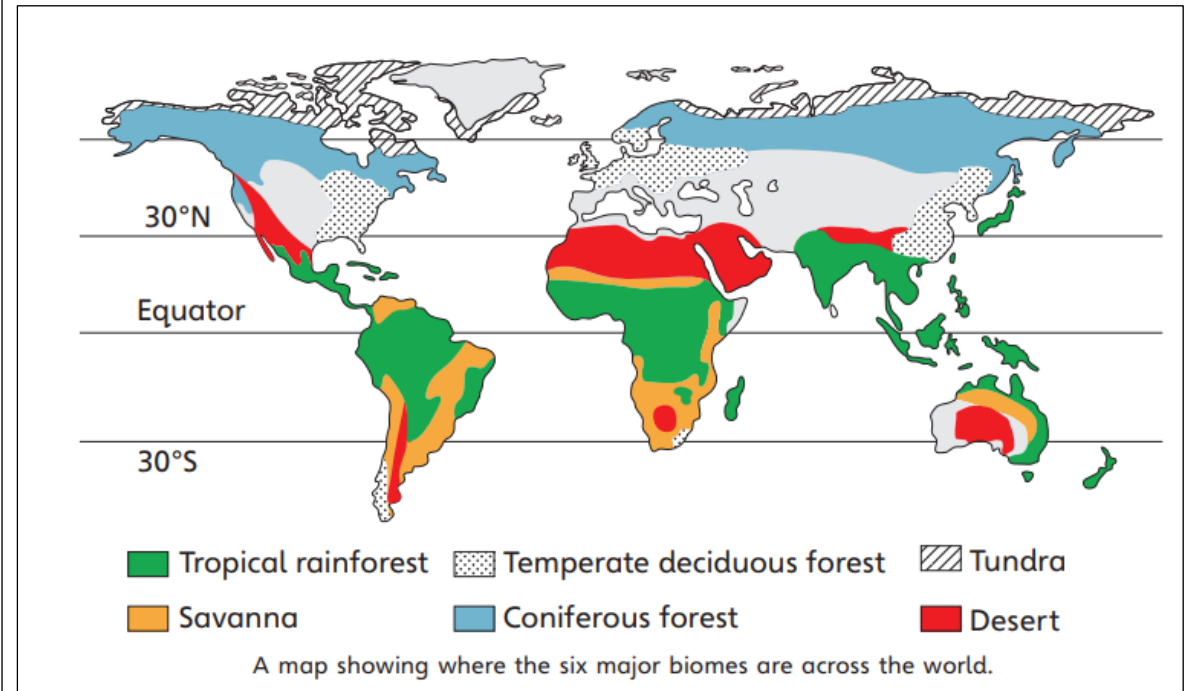 30°N
Equator
30°S
Tropical rainforest Temperate deciduous forest Tundra
Savanna Coniferous forest Desert
A map showing where the six major biomes are across the world.